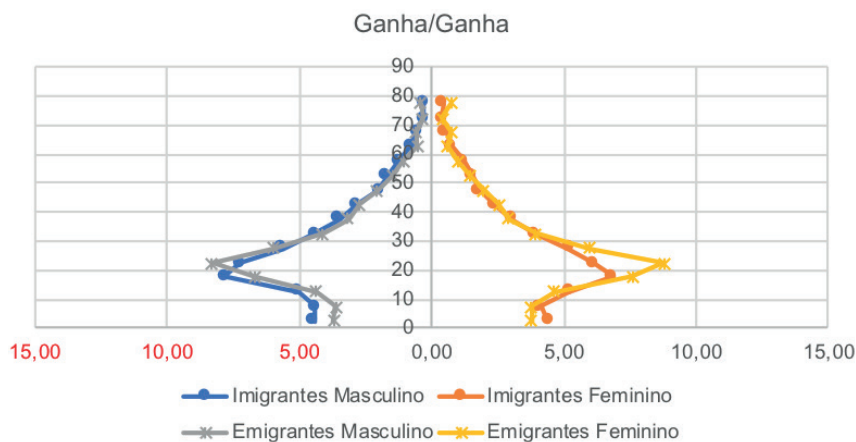 Ganha/Ganha
90
80
70
60
50
40
30
20
10
0
15,00 10,00 5,00 0,00 5,00 10,00 15,00
Imigrantes Masculino Imigrantes Feminino
Emigrantes Masculino Emigrantes Feminino